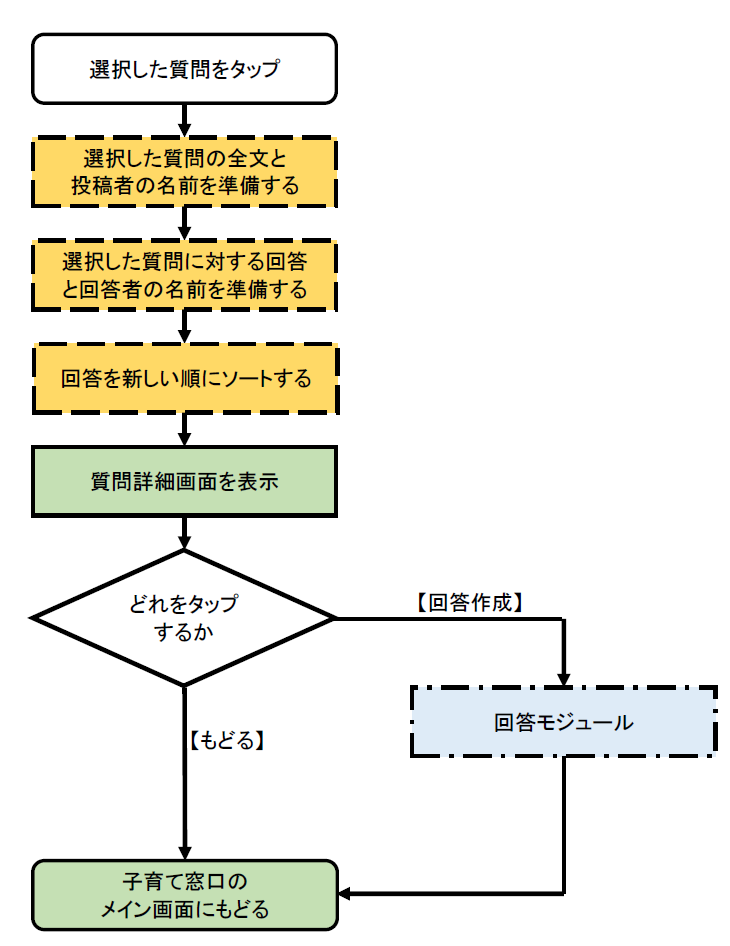 選択した質問をタップ
選択した質問の全文と
投稿者の名前を準備する
選択した質問に対する回答
と回答者の名前を準備する
回答を新しい順にソートする
質問詳細画面を表示
どれをタップ
するか
【回答作成】
回答モジュール
【もどる】
子育て窓口の
メイン画面にもどる